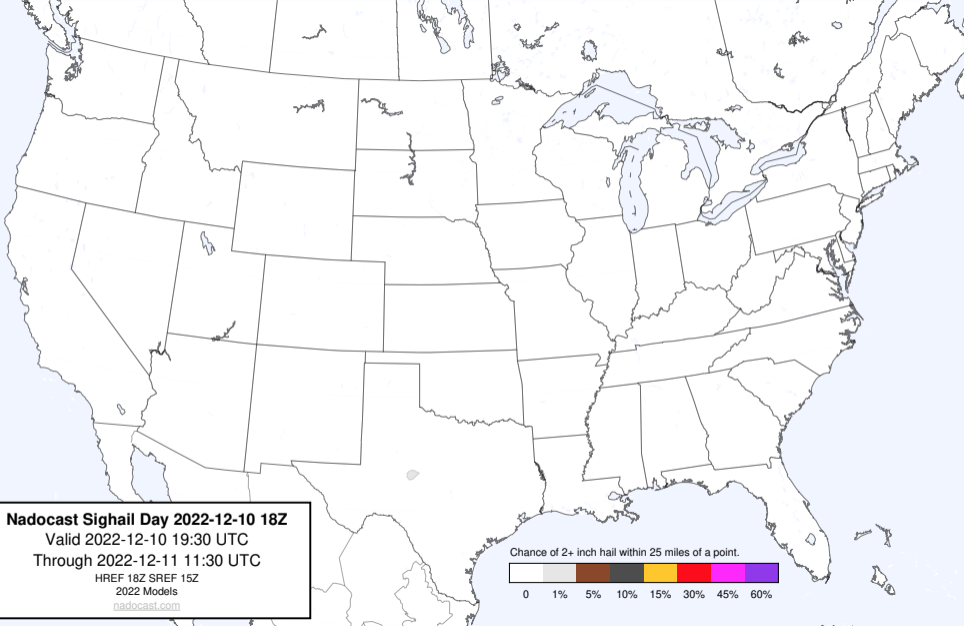 Nadocast Sighail Day 2022-12-10 18Z
Valid 2022-12-10 19:30 UTC
Through 2022-12-11 11:30 UTC
HREF 18Z SREF 15Z
2022 Models
nadocast.com
Chance of 2+ inch hail within 25 miles of a point.
0 1% 5% 10% 15% 30% 45% 60%